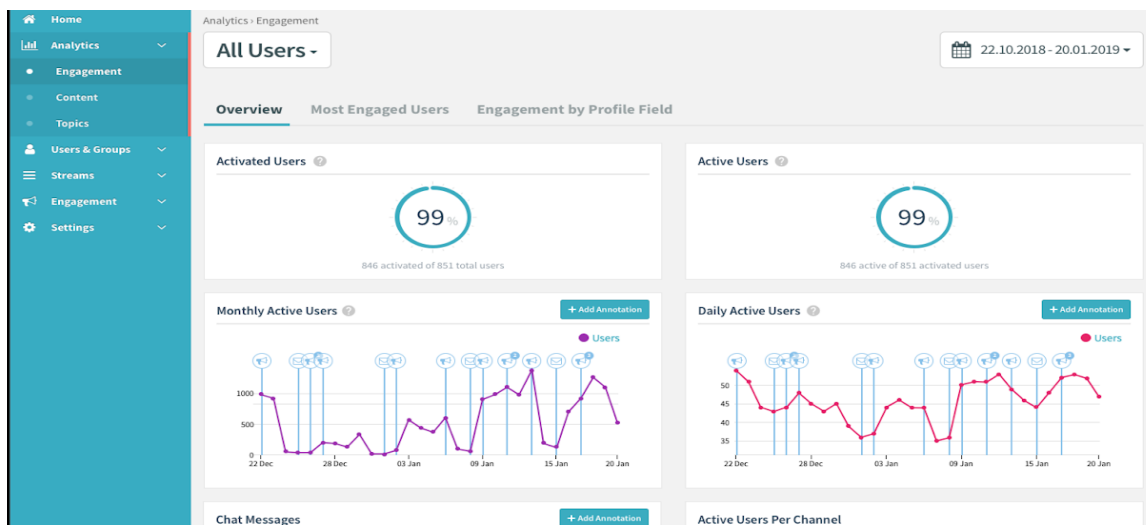 Home
Analytics
Engagement
Content
Topics
Users & Groups
Streams
Engagement
Settings
Analytics › Engagement
All Users
22.10.2018 - 20.01.2019
Overview Most Engaged Users Engagement by Profile Field
Activated Users ?
99 %
846 activated of 851 total users
Active Users ?
99 %
846 active of 851 activated users
Monthly Active Users ?
+ Add Annotation
Users
1000
500
0
22 Dec 28 Dec 03 Jan 09 Jan 15 Jan 20 Jan
Daily Active Users ?
+ Add Annotation
Users
50
45
40
35
22 Dec 28 Dec 03 Jan 09 Jan 15 Jan 20 Jan
Chat Messages
+ Add Annotation
Active Users Per Channel